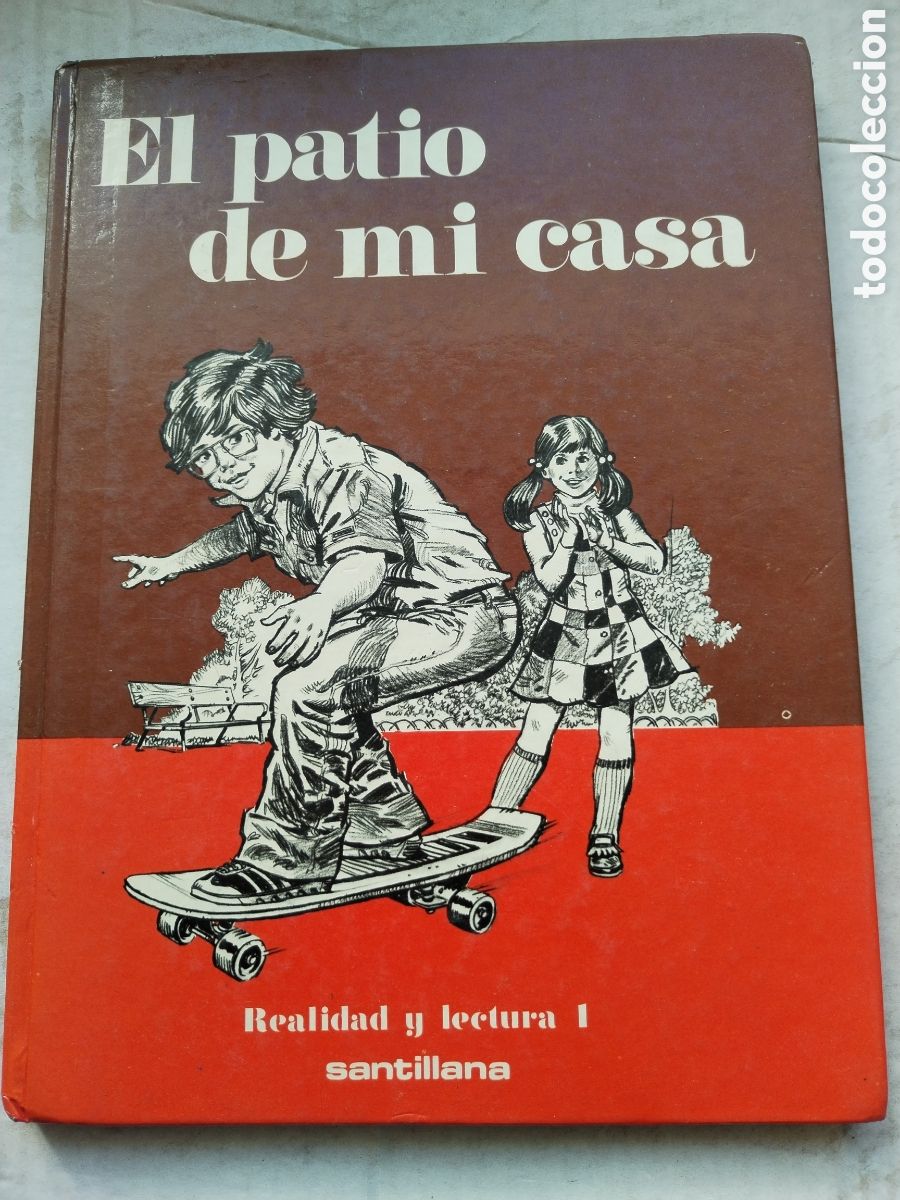 El patio
de mi casa
Realidad y lectura 1
santillana
todocoleccion